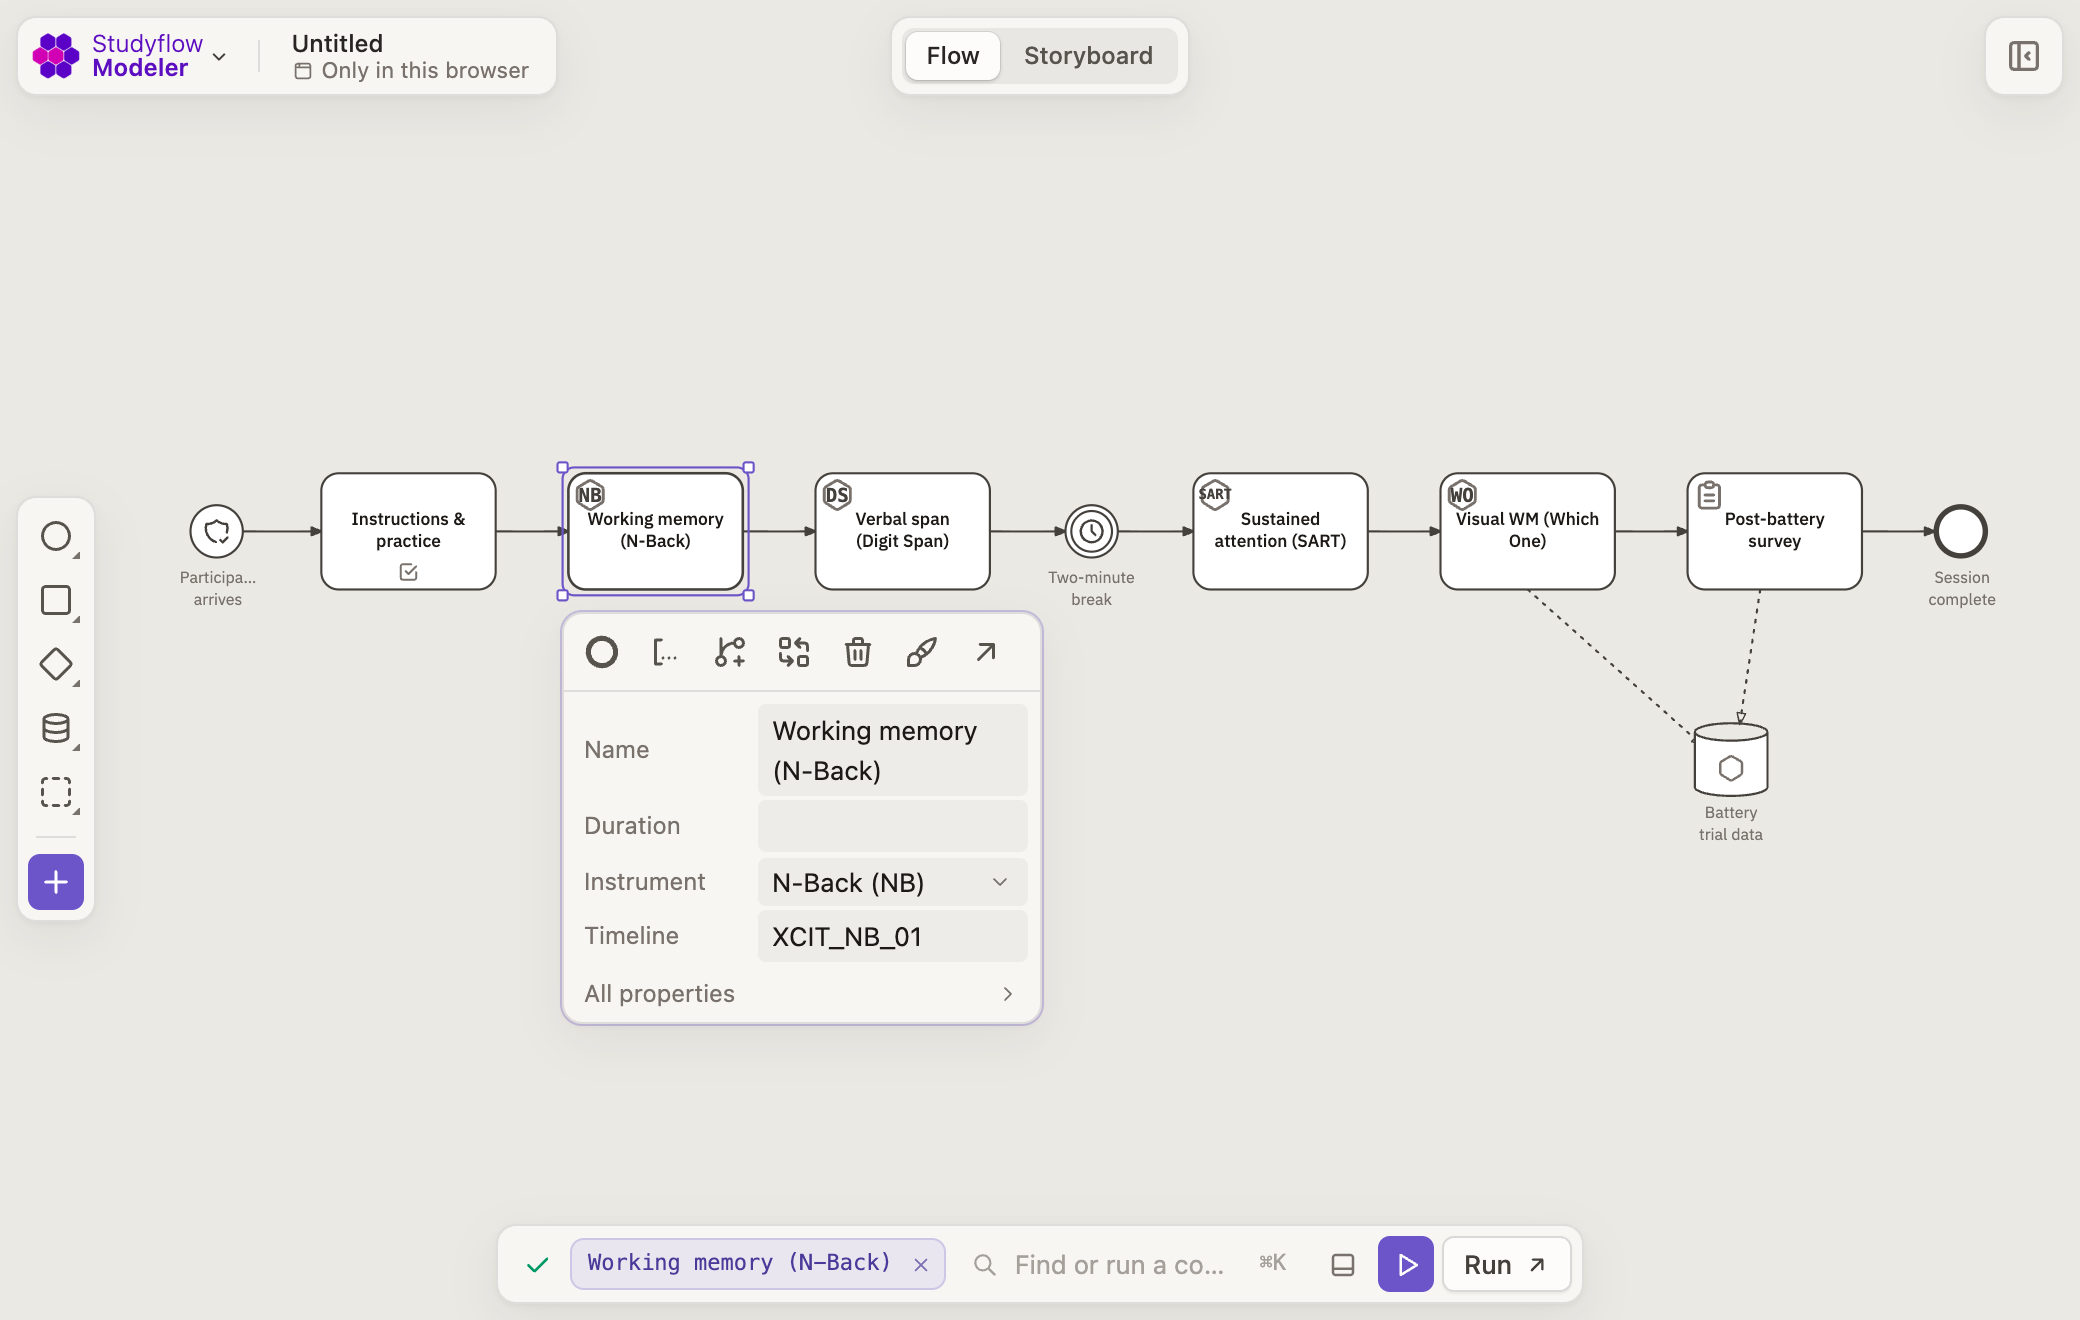 Studyflow
Modeler
Untitled
Only in this browser
Flow
Storyboard
Participa...
arrives
Instructions &
practice
NB
Working memory
(N-Back)
DS
Verbal span
(Digit Span)
Two-minute
break
SART
Sustained
attention (SART)
WO
Visual WM (Which
One)
Post-battery
survey
Session
complete
Battery
trial data
Name
Working memory
(N-Back)
Duration
Instrument
N-Back (NB)
Timeline
XCIT_NB_01
All properties
Working memory (N-Back)
Find or run a co...
⌘K
Run